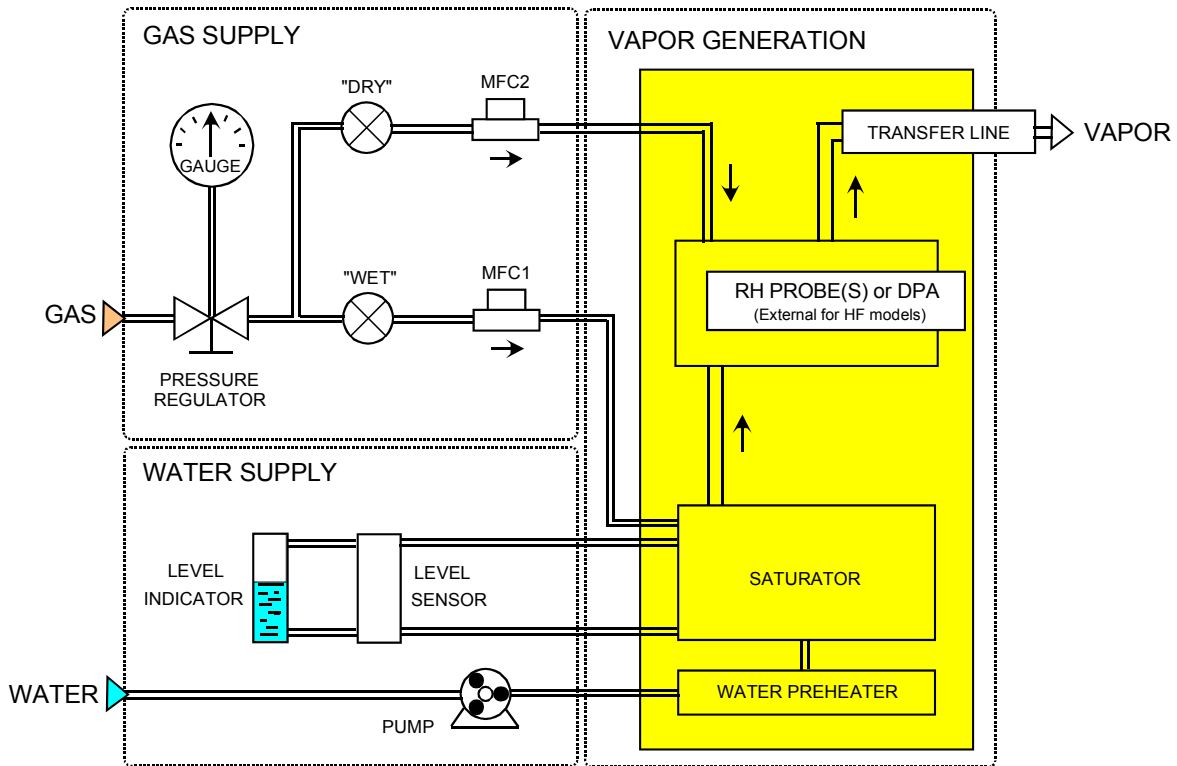 GAS SUPPLY
GAUGE
"DRY"
MFC2
GAS
PRESSURE
REGULATOR
"WET"
MFC1
VAPOR GENERATION
TRANSFER LINE
VAPOR
RH PROBE(S) or DPA
(External for HF models)
SATURATOR
WATER PREHEATER
WATER SUPPLY
LEVEL
INDICATOR
LEVEL
SENSOR
WATER
PUMP